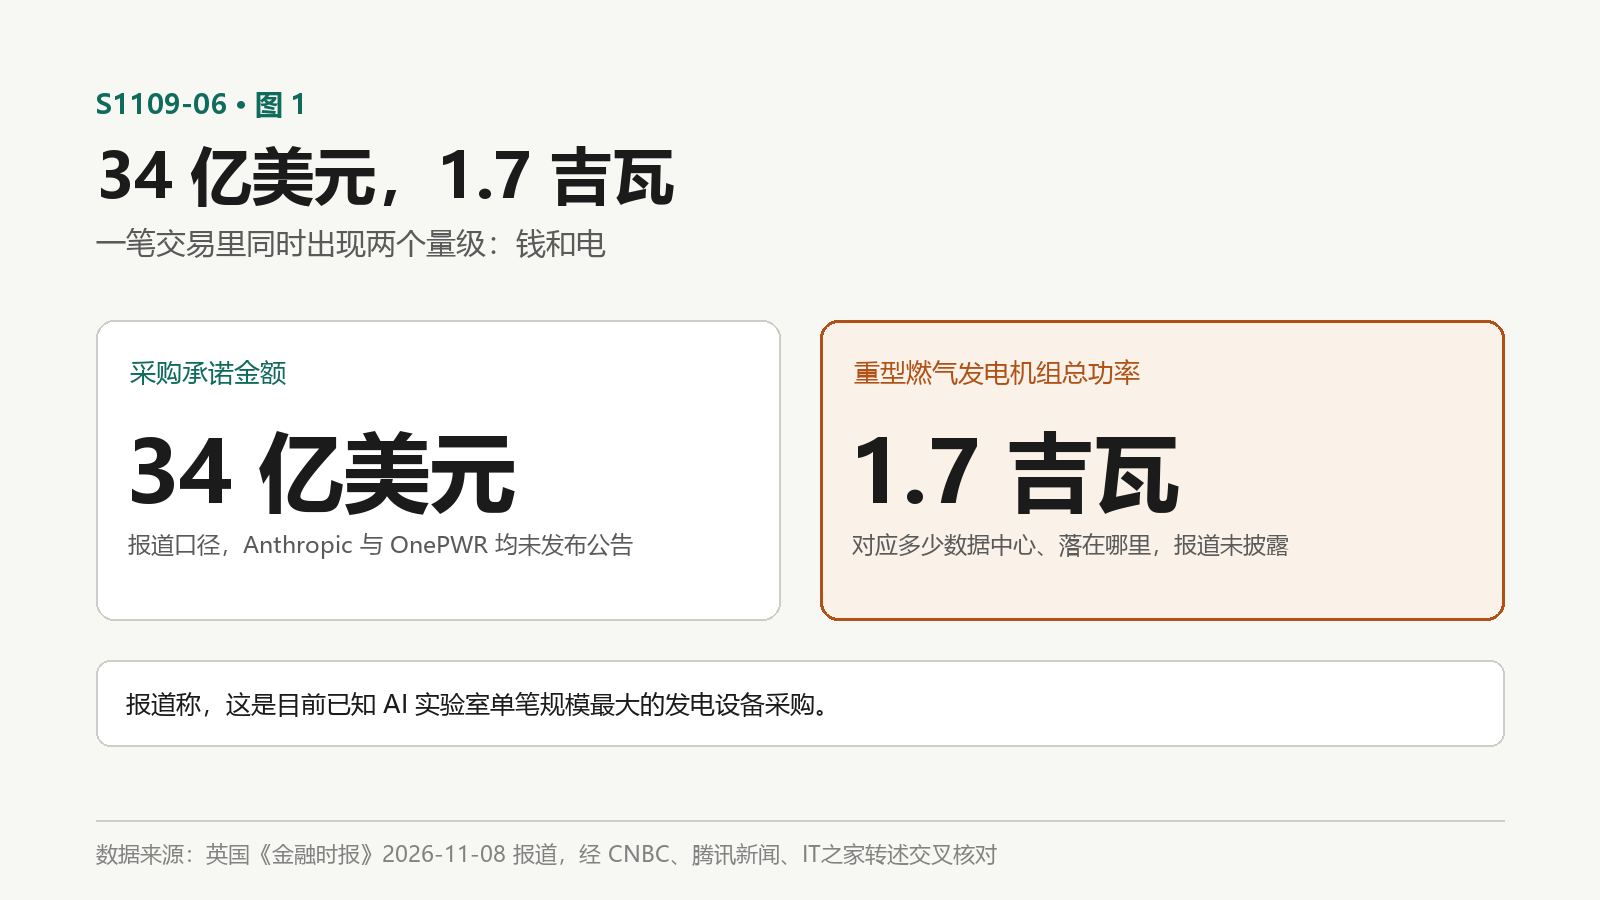 S1109-06 • 图 1
34 亿美元，1.7 吉瓦
一笔交易里同时出现两个量级：钱和电
采购承诺金额
34 亿美元
报道口径，Anthropic 与 OnePWR 均未发布公告
重型燃气发电机组总功率
1.7 吉瓦
对应多少数据中心、落在哪里，报道未披露
报道称，这是目前已知 AI 实验室单笔规模最大的发电设备采购。
数据来源：英国《金融时报》2026-11-08 报道，经 CNBC、腾讯新闻、IT之家转述交叉核对